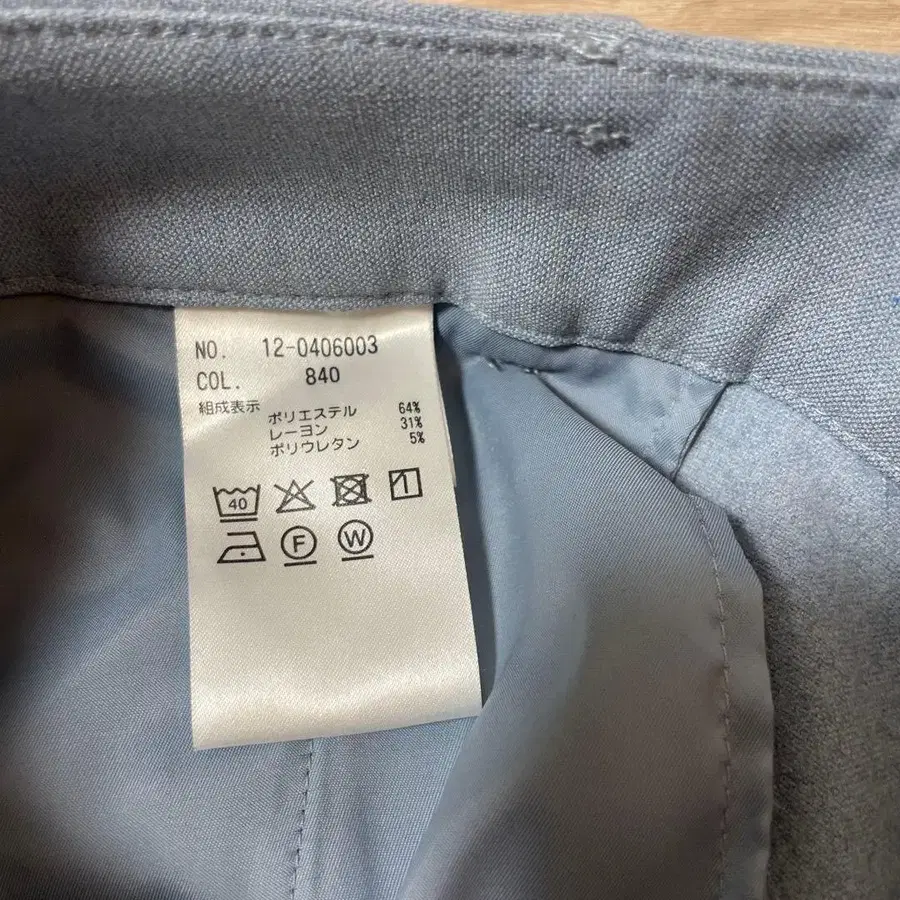 NO. 12-0406003
COL. 840
組成表示
ポリエステル 64%
レーヨン 31%
ポリウレタン 5%
40
F W